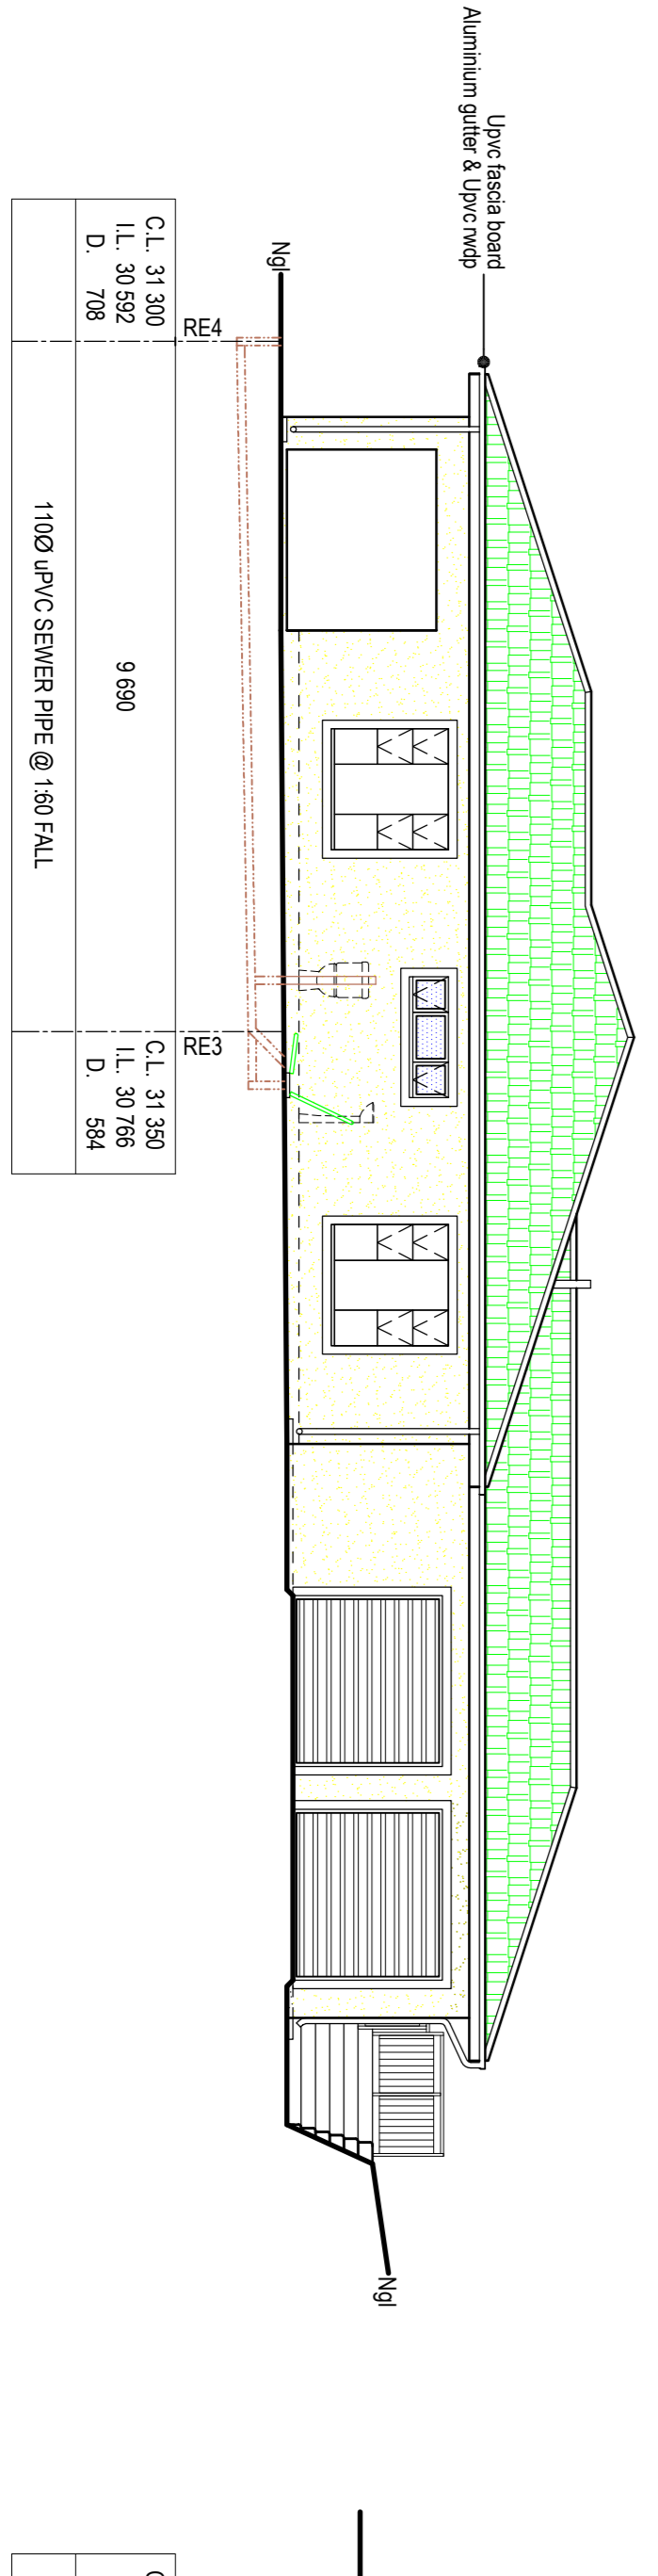 Upvc fascia board
Aluminium gutter & Upvc rwdp
Ngl
Ngl
RE4
RE3
C.L. 31 300
I.L. 30 592
D. 708
9 690
C.L. 31 350
I.L. 30 766
D. 584
110Ø uPVC SEWER PIPE @ 1:60 FALL